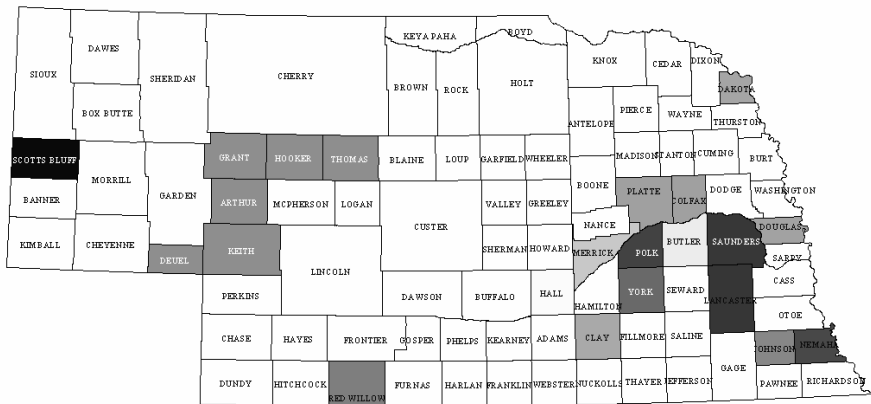 KEYA PAHA
BOYD
DAWES
SIOUX
SHERIDAN
CHERRY
KNOX
CEDAR
DIXON
BROWN
ROCK
HOLT
DAKOTA
BOX BUTTE
PIERCE
WAYNE
ANTELOPE
THURSTON
SCOTTS BLUFF
GRANT
HOOKER
THOMAS
BLAINE
LOUP
GARFIELD
WHEELER
MADISON
STANTON
CUMING
BURT
MORRILL
BOONE
PLATTE
COLFAX
DODGE
WASHINGTON
BANNER
GARDEN
ARTHUR
MCPHERSON
LOGAN
CUSTER
VALLEY
GREELEY
NANCE
DOUGLAS
KIMBALL
CHEYENNE
DEUEL
KEITH
SHERMAN
HOWARD
MERRICK
POLK
BUTLER
SAUNDERS
SARPY
LINCOLN
PERKINS
DAWSON
BUFFALO
HALL
HAMILTON
YORK
SEWARD
LANCASTER
CASS
OTOE
CHASE
HAYES
FRONTIER
GOSPER
PHELPS
KEARNEY
ADAMS
CLAY
FILLMORE
SALINE
JOHNSON
NEMAHA
GAGE
DUNDY
HITCHCOCK
RED WILLOW
FURNAS
HARLAN
FRANKLIN
WEBSTER
NUCKOLLS
THAYER
JEFFERSON
PAWNEE
RICHARDSON